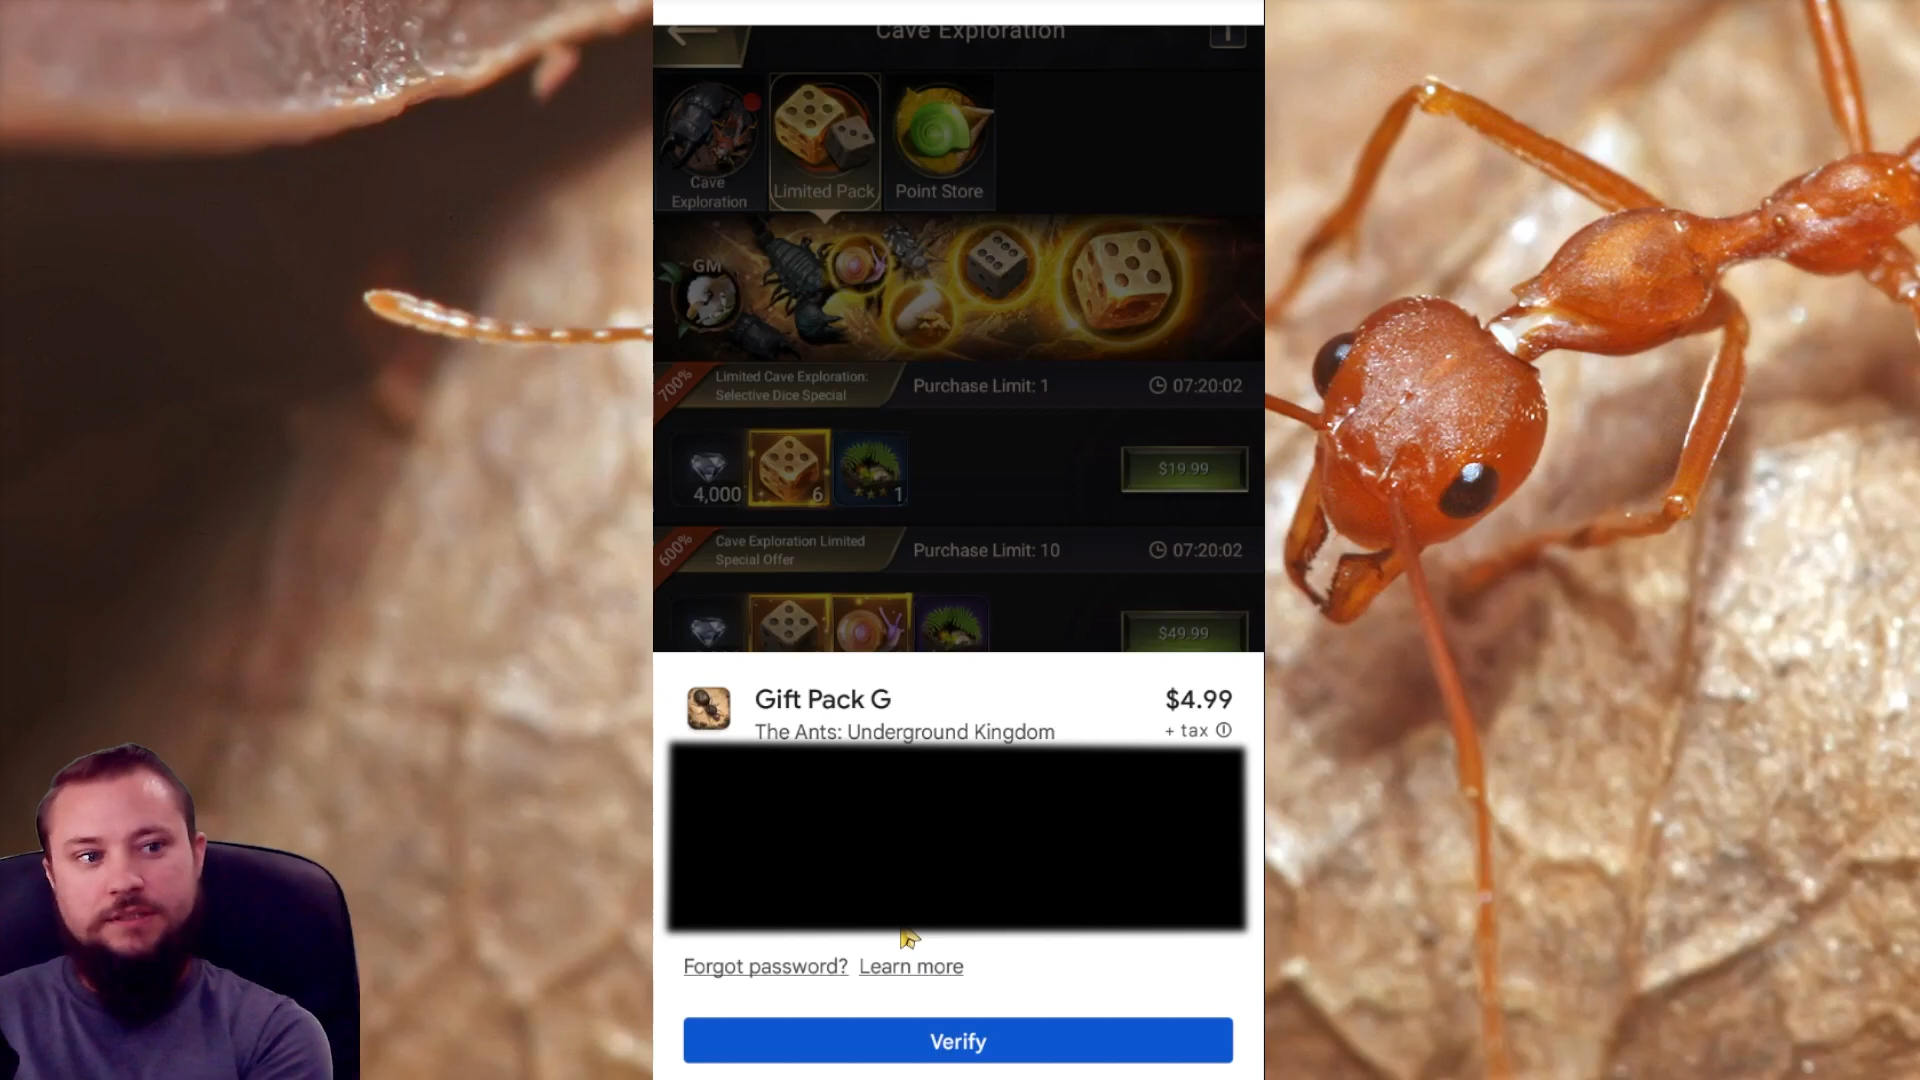 Cave Exploration
Cave
Exploration
Limited Pack
Point Store
GM
700%
Limited Cave Exploration:
Selective Dice Special
Purchase Limit: 1
07:20:02
4,000
6
1
$19.99
600%
Cave Exploration Limited
Special Offer
Purchase Limit: 10
07:20:02
$49.99
Gift Pack G
$4.99
The Ants: Underground Kingdom
+ tax
Forgot password?
Learn more
Verify